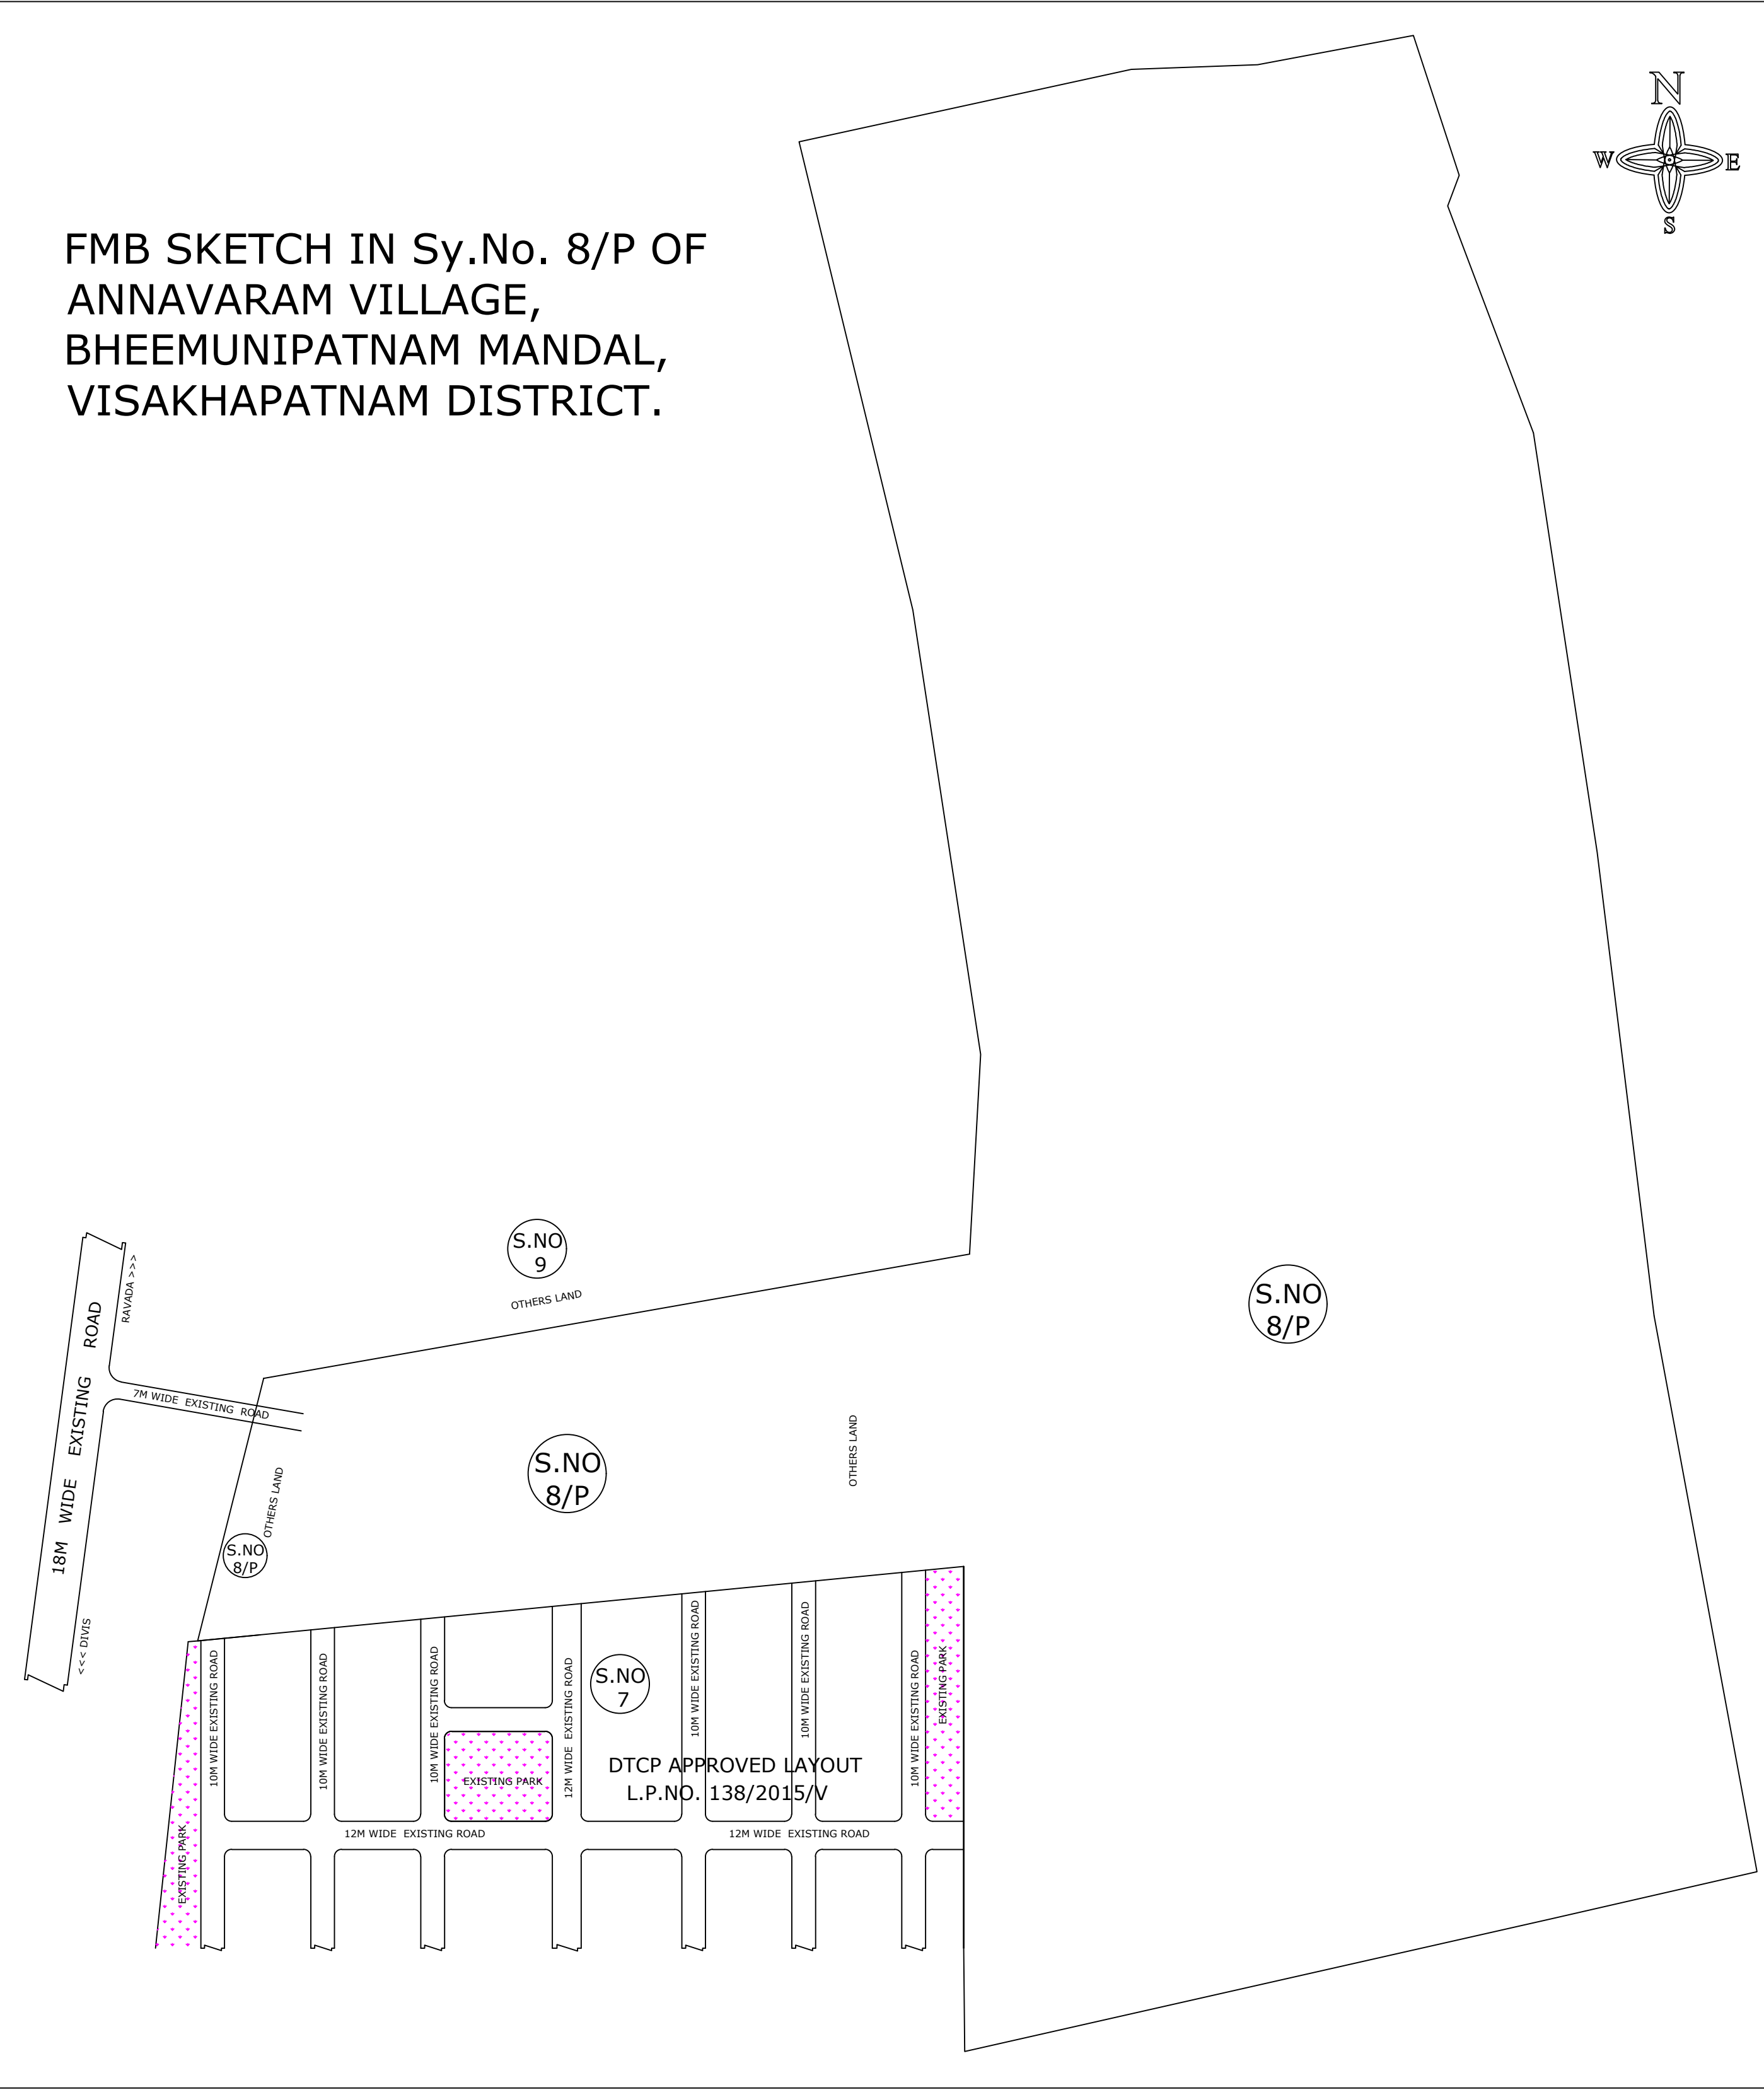 N
W
E
S
FMB SKETCH IN Sy.No. 8/P OF
ANNAVARAM VILLAGE,
BHEEMUNIPATNAM MANDAL,
VISAKHAPATNAM DISTRICT.
S.NO
9
OTHERS LAND
RAVADA >>>
18M WIDE EXISTING ROAD
<<< DIVIS
7M WIDE EXISTING ROAD
S.NO
8/P
OTHERS LAND
S.NO
8/P
OTHERS LAND
S.NO
8/P
OTHERS LAND
10M WIDE EXISTING ROAD
10M WIDE EXISTING ROAD
10M WIDE EXISTING ROAD
12M WIDE EXISTING ROAD
10M WIDE EXISTING ROAD
10M WIDE EXISTING ROAD
10M WIDE EXISTING ROAD
EXISTING PARK
S.NO
7
DTCP APPROVED LAYOUT
L.P.NO. 138/2015/V
EXISTING PARK
12M WIDE EXISTING ROAD
12M WIDE EXISTING ROAD
EXISTING PARK